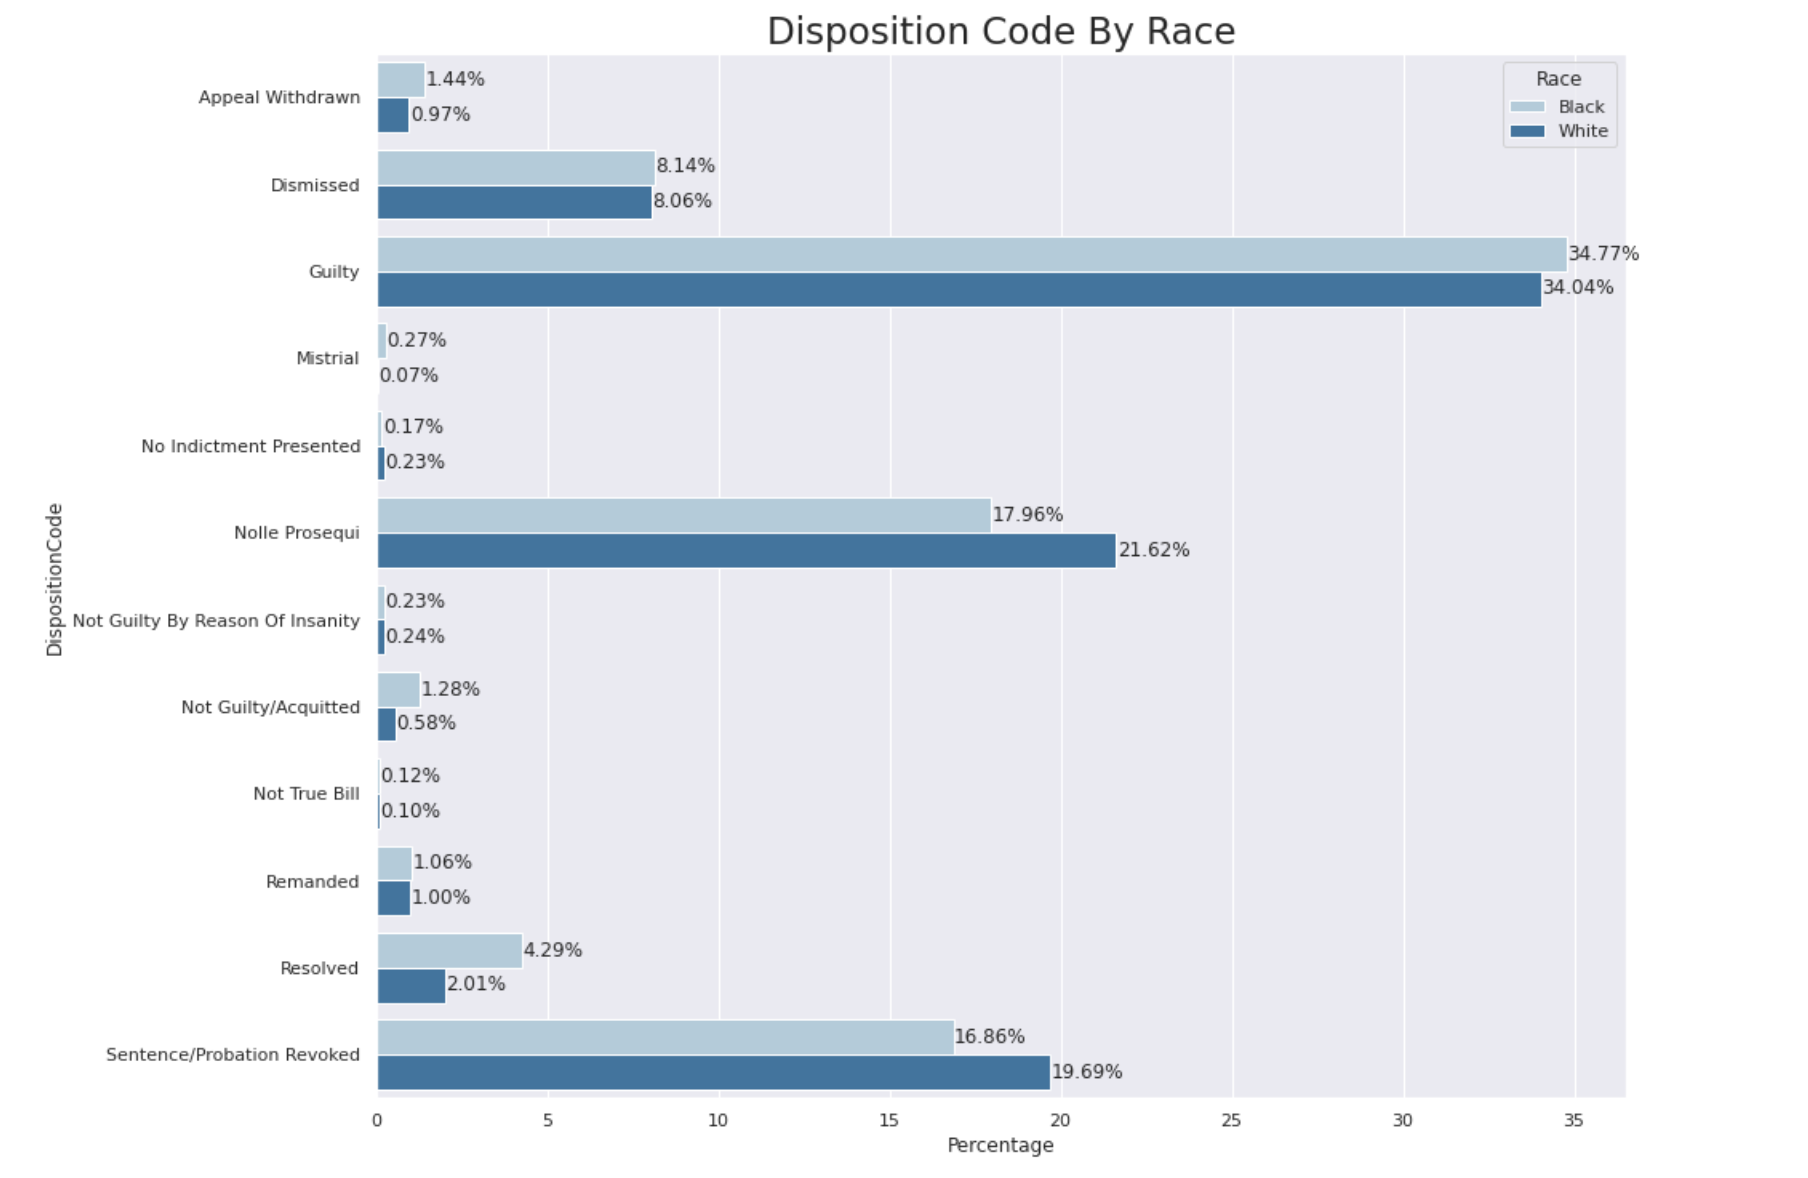 Disposition Code By Race
Race
Black
White
DispositionCode
Appeal Withdrawn
1.44%
0.97%
Dismissed
8.14%
8.06%
Guilty
34.77%
34.04%
Mistrial
0.27%
0.07%
No Indictment Presented
0.17%
0.23%
Nolle Prosequi
17.96%
21.62%
Not Guilty By Reason Of Insanity
0.23%
0.24%
Not Guilty/Acquitted
1.28%
0.58%
Not True Bill
0.12%
0.10%
Remanded
1.06%
1.00%
Resolved
4.29%
2.01%
Sentence/Probation Revoked
16.86%
19.69%
0 5 10 15 20 25 30 35
Percentage